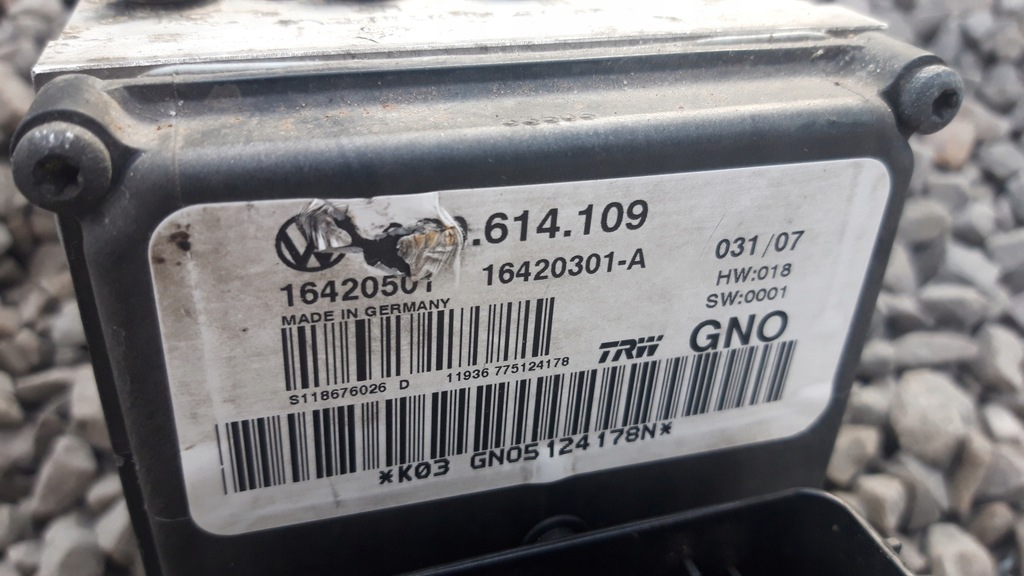 .614.109
16420501 16420301-A
031/07
HW:018
SW:0001
MADE IN GERMANY
TRW GNO
S118676026 D 11936 775124178
*K03 GNO5124178N*